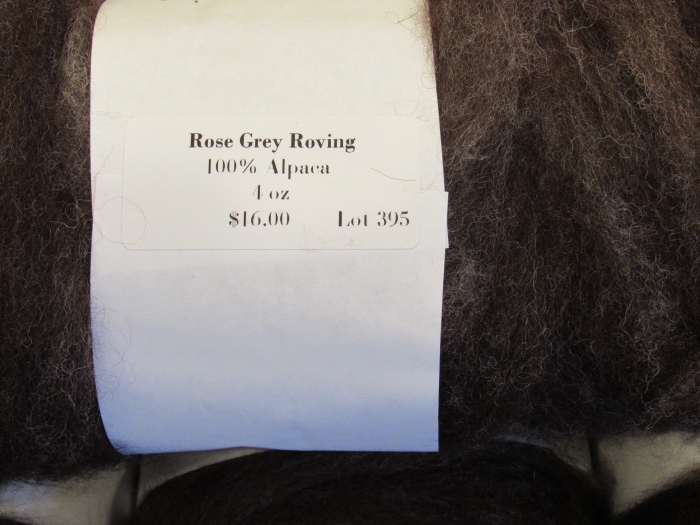 Rose Grey Roving
100% Alpaca
4 oz
$16.00 Lot 395